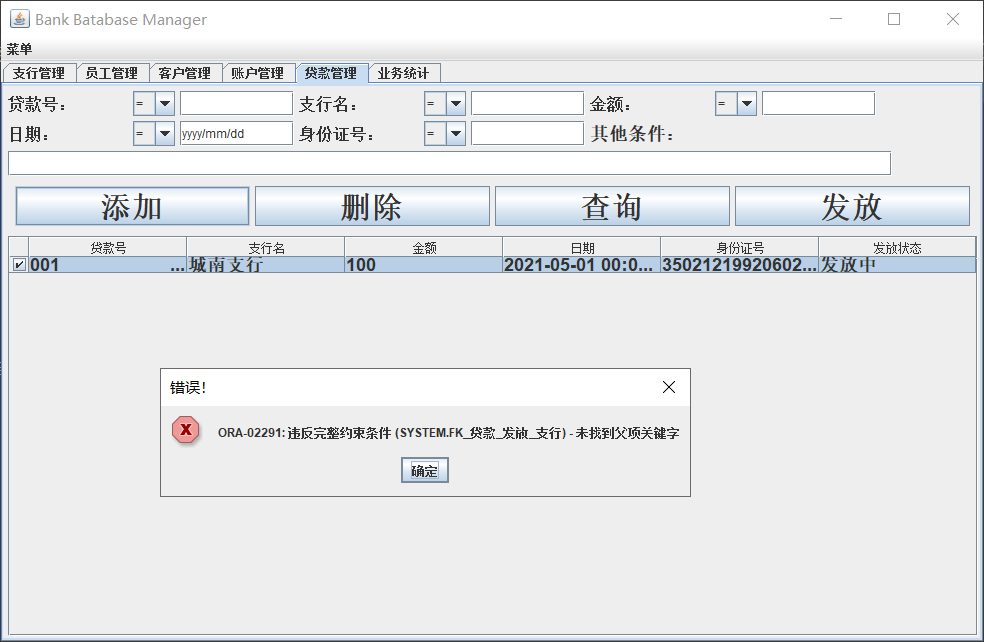 Bank Batabase Manager
菜单
支行管理 员工管理 客户管理 账户管理 贷款管理 业务统计
贷款号： = 支行名： = 金额： =
日期： = yyyy/mm/dd 身份证号： = 其他条件：
添加 删除 查询 发放
贷款号 支行名 金额 日期 身份证号 发放状态
001 ... 城南支行 100 2021-05-01 00:0... 35021219920602... 发放中
错误!
ORA-02291: 违反完整约束条件 (SYSTEM.FK_贷款_发放_支行) - 未找到父项关键字
确定